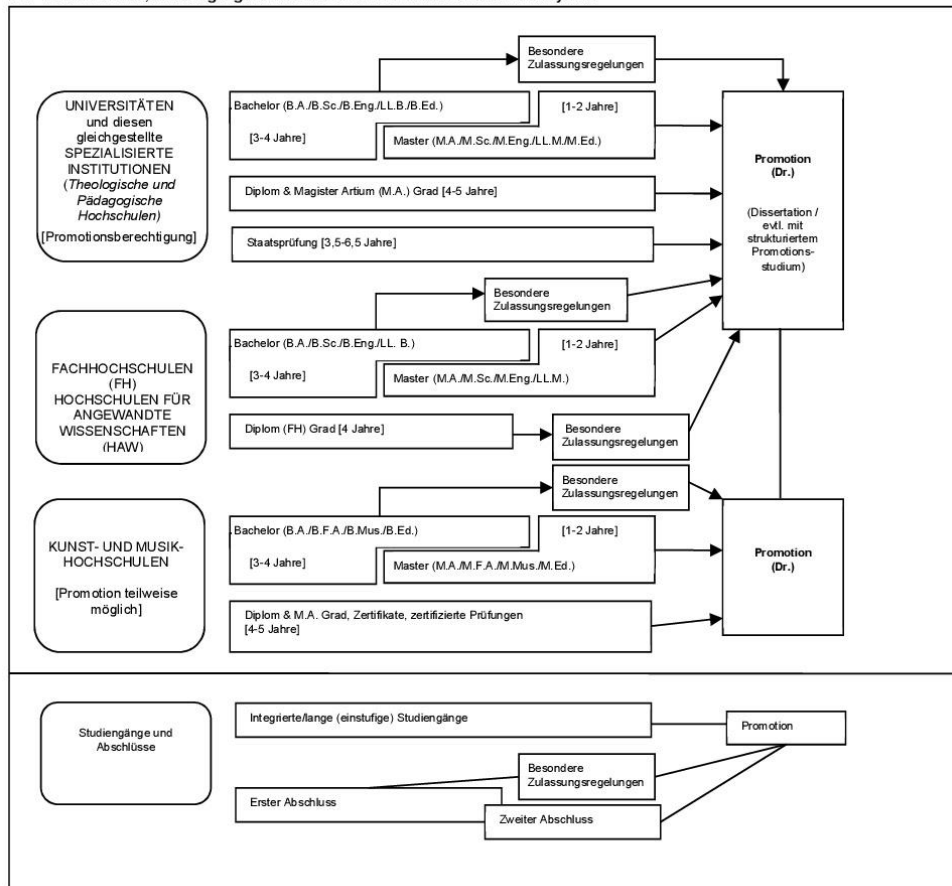 Besondere
Zulassungsregelungen
UNIVERSITÄTEN
und diesen
gleichgestellte
SPEZIALISIERTE
INSTITUTIONEN
(Theologische und
Pädagogische
Hochschulen)
[Promotionsberechtigung]
Bachelor (B.A./B.Sc./B.Eng./LL.B./B.Ed.)
[3-4 Jahre]
[1-2 Jahre]
Master (M.A./M.Sc./M.Eng./LL.M./M.Ed.)
Diplom & Magister Artium (M.A.) Grad [4-5 Jahre]
Staatsprüfung [3,5-6,5 Jahre]
Promotion
(Dr.)
(Dissertation /
evtl. mit
strukturiertem
Promotions-
studium)
Besondere
Zulassungsregelungen
FACHHOCHSCHULEN
(FH)
HOCHSCHULEN FÜR
ANGEWANDTE
WISSENSCHAFTEN
(HAW)
Bachelor (B.A./B.Sc./B.Eng./LL. B.)
[3-4 Jahre]
[1-2 Jahre]
Master (M.A./M.Sc./M.Eng./LL.M.)
Diplom (FH) Grad [4 Jahre]
Besondere
Zulassungsregelungen
Besondere
Zulassungsregelungen
KUNST- UND MUSIK-
HOCHSCHULEN
[Promotion teilweise
möglich]
Bachelor (B.A./B.F.A./B.Mus./B.Ed.)
[3-4 Jahre]
[1-2 Jahre]
Master (M.A./M.F.A./M.Mus./M.Ed.)
Diplom & M.A. Grad, Zertifikate, zertifizierte Prüfungen
[4-5 Jahre]
Promotion
(Dr.)
Studiengänge und
Abschlüsse
Integrierte/lange (einstufige) Studiengänge
Promotion
Besondere
Zulassungsregelungen
Erster Abschluss
Zweiter Abschluss